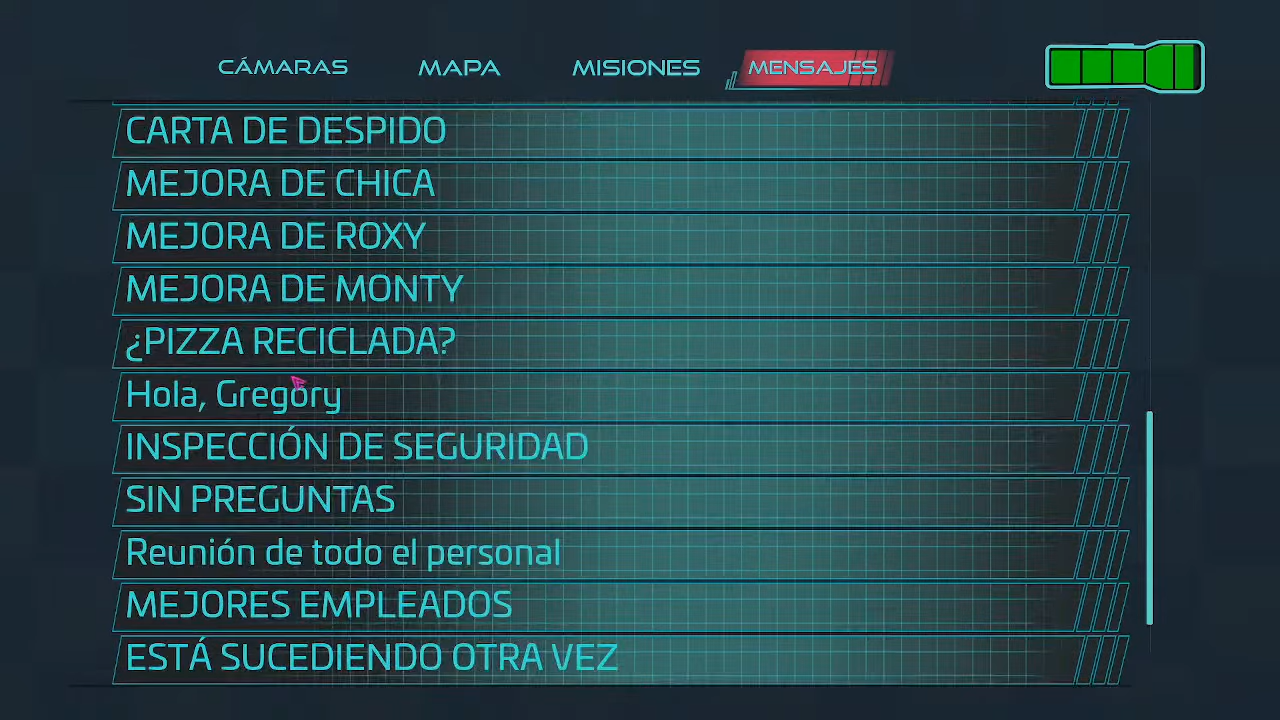 CÁMARAS MAPA MISIONES MENSAJES
CARTA DE DESPIDO
MEJORA DE CHICA
MEJORA DE ROXY
MEJORA DE MONTY
¿PIZZA RECICLADA?
Hola, Gregory
INSPECCIÓN DE SEGURIDAD
SIN PREGUNTAS
Reunión de todo el personal
MEJORES EMPLEADOS
ESTÁ SUCEDIENDO OTRA VEZ